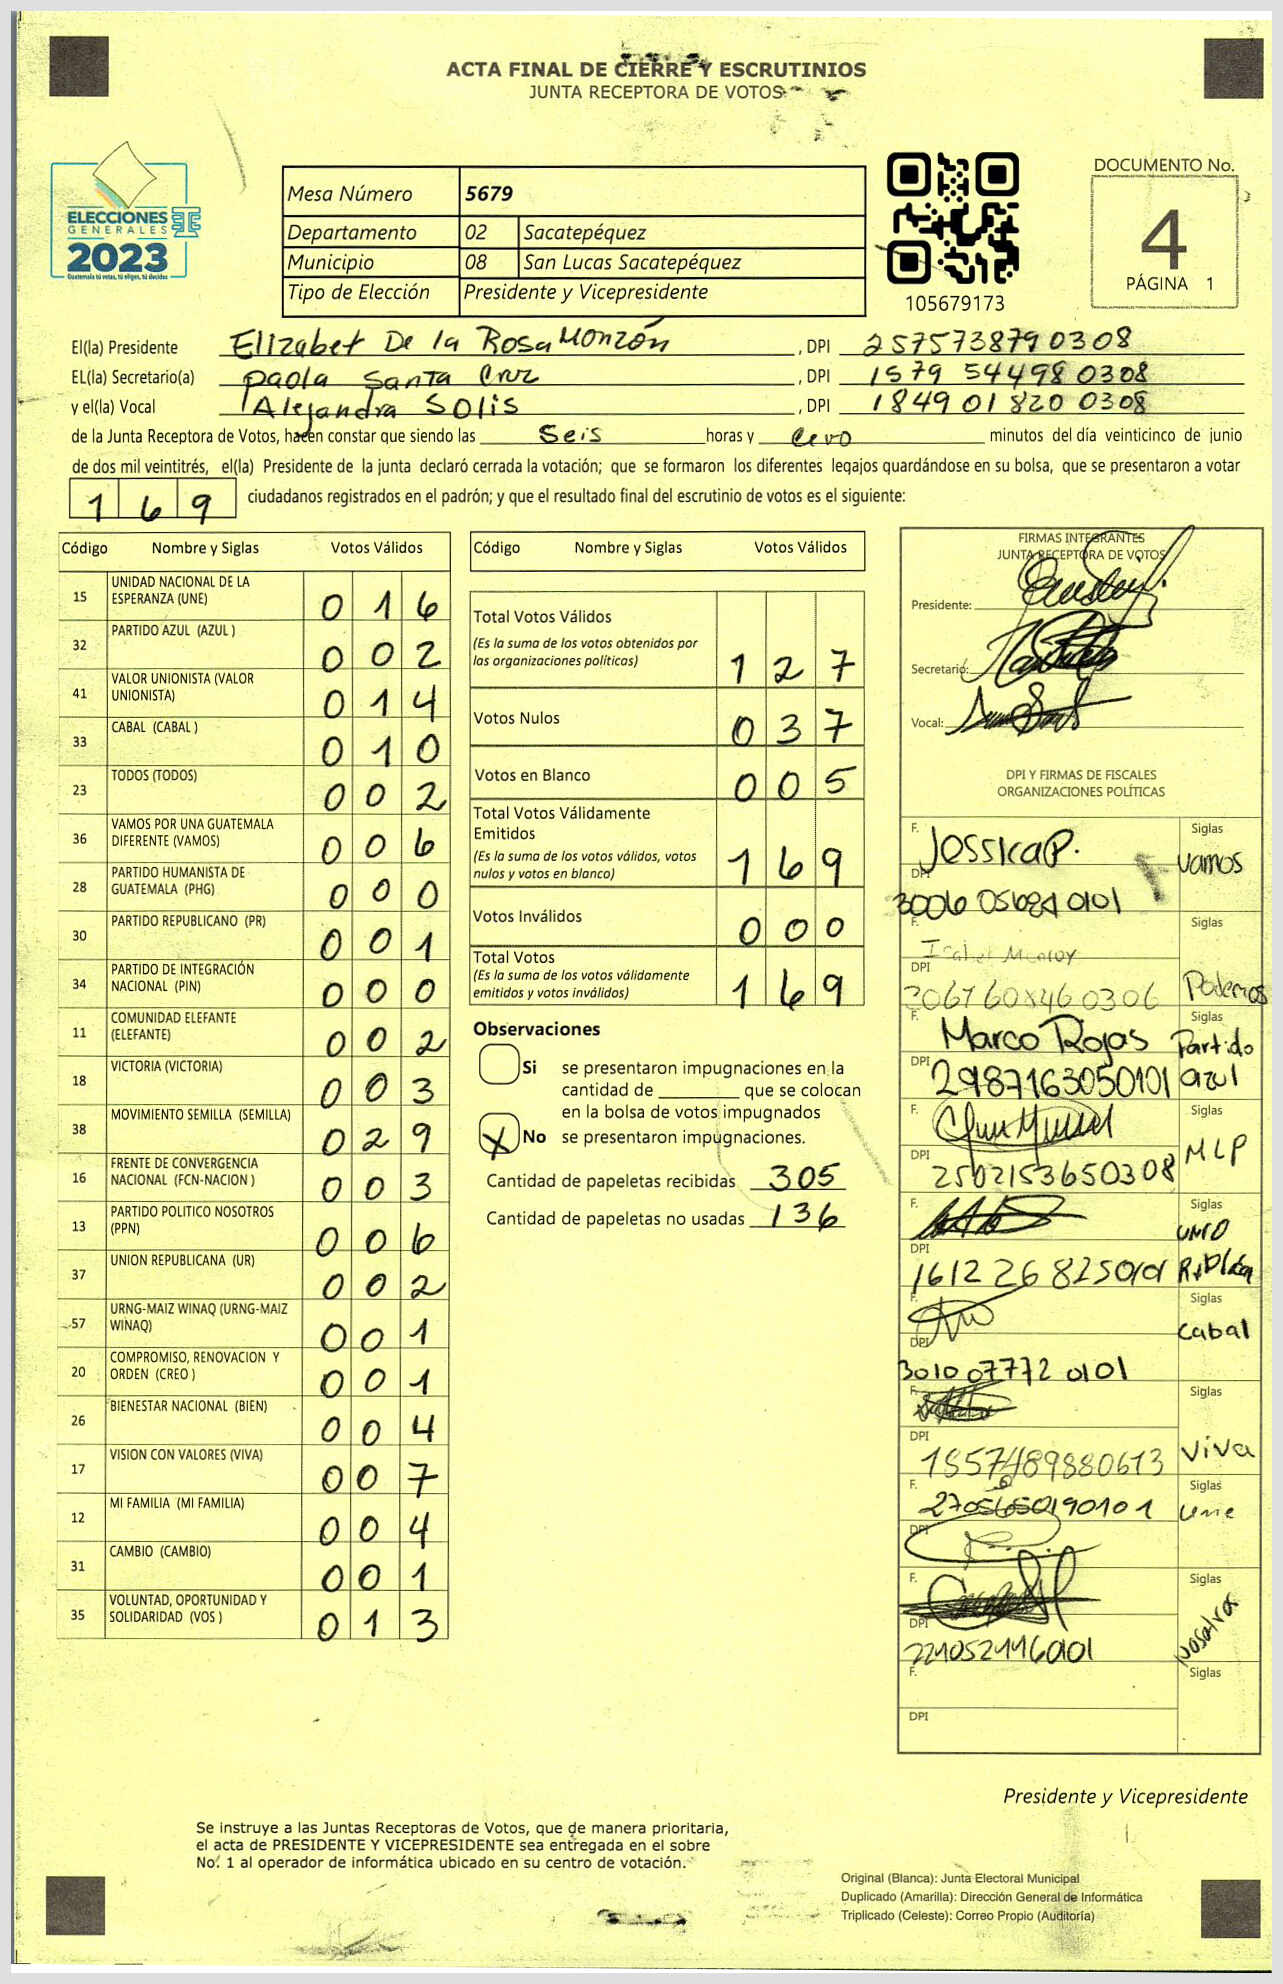 ACTA FINAL DE CIERRE Y ESCRUTINIOS
JUNTA RECEPTORA DE VOTOS
ELECCIONES
GENERALES
2023
Guatemala tú votas, tú eliges, tú decides
Mesa Número 5679
Departamento 02 Sacatepéquez
Municipio 08 San Lucas Sacatepéquez
Tipo de Elección Presidente y Vicepresidente
105679173
DOCUMENTO No.
4
PÁGINA 1
El(la) Presidente Elizabet De la Rosa Monzón, DPI 257573879 0308
EL(la) Secretario(a) Paola Santa Cruz, DPI 1579 54498 0308
y el(la) Vocal Alejandra Solis, DPI 1849 01820 0308
de la Junta Receptora de Votos, hacen constar que siendo las seis horas y cero minutos del día veinticinco de junio
de dos mil veintitrés, el(la) Presidente de la junta declaró cerrada la votación; que se formaron los diferentes legajos guardándose en su bolsa, que se presentaron a votar
169 ciudadanos registrados en el padrón; y que el resultado final del escrutinio de votos es el siguiente:
Código Nombre y Siglas Votos Válidos
15 UNIDAD NACIONAL DE LA ESPERANZA (UNE) 016
32 PARTIDO AZUL (AZUL ) 002
41 VALOR UNIONISTA (VALOR UNIONISTA) 014
33 CABAL (CABAL ) 010
23 TODOS (TODOS) 002
36 VAMOS POR UNA GUATEMALA DIFERENTE (VAMOS) 006
28 PARTIDO HUMANISTA DE GUATEMALA (PHG) 000
30 PARTIDO REPUBLICANO (PR) 001
34 PARTIDO DE INTEGRACIÓN NACIONAL (PIN) 000
11 COMUNIDAD ELEFANTE (ELEFANTE) 002
18 VICTORIA (VICTORIA) 003
38 MOVIMIENTO SEMILLA (SEMILLA) 029
16 FRENTE DE CONVERGENCIA NACIONAL (FCN-NACION ) 003
13 PARTIDO POLITICO NOSOTROS (PPN) 006
37 UNION REPUBLICANA (UR) 002
57 URNG-MAIZ WINAQ (URNG-MAIZ WINAQ) 001
20 COMPROMISO, RENOVACION Y ORDEN (CREO ) 001
26 BIENESTAR NACIONAL (BIEN) 004
17 VISION CON VALORES (VIVA) 007
12 MI FAMILIA (MI FAMILIA) 004
31 CAMBIO (CAMBIO) 001
35 VOLUNTAD, OPORTUNIDAD Y SOLIDARIDAD (VOS ) 013
Código Nombre y Siglas Votos Válidos
Total Votos Válidos
(Es la suma de los votos obtenidos por las organizaciones políticas) 127
Votos Nulos 037
Votos en Blanco 005
Total Votos Válidamente Emitidos
(Es la suma de los votos válidos, votos nulos y votos en blanco) 169
Votos Inválidos 000
Total Votos
(Es la suma de los votos válidamente emitidos y votos inválidos) 169
Observaciones
Si se presentaron impugnaciones en la
cantidad de ________ que se colocan
en la bolsa de votos impugnados
X No se presentaron impugnaciones.
Cantidad de papeletas recibidas 305
Cantidad de papeletas no usadas 136
FIRMAS INTEGRANTES
JUNTA RECEPTORA DE VOTOS
Presidente:
Secretario:
Vocal:
DPI Y FIRMAS DE FISCALES
ORGANIZACIONES POLÍTICAS
F. Jessica P. Siglas Vamos
DPI
F. Isabel Monroy Siglas Podemos
DPI
F. Marco Rojas Siglas Partido azul
DPI 2987163050101
F. Siglas MLP
DPI 2502153650308
F. Siglas
DPI
F. Siglas Cabal
DPI 3010 07772 0101
F. Siglas Viva
DPI
F. Siglas Une
DPI
F. Siglas Nosotros
DPI
F. Siglas
DPI
Presidente y Vicepresidente
Se instruye a las Juntas Receptoras de Votos, que de manera prioritaria,
el acta de PRESIDENTE Y VICEPRESIDENTE sea entregada en el sobre
No. 1 al operador de informática ubicado en su centro de votación.
Original (Blanca): Junta Electoral Municipal
Duplicado (Amarilla): Dirección General de Informática
Triplicado (Celeste): Correo Propio (Auditoría)